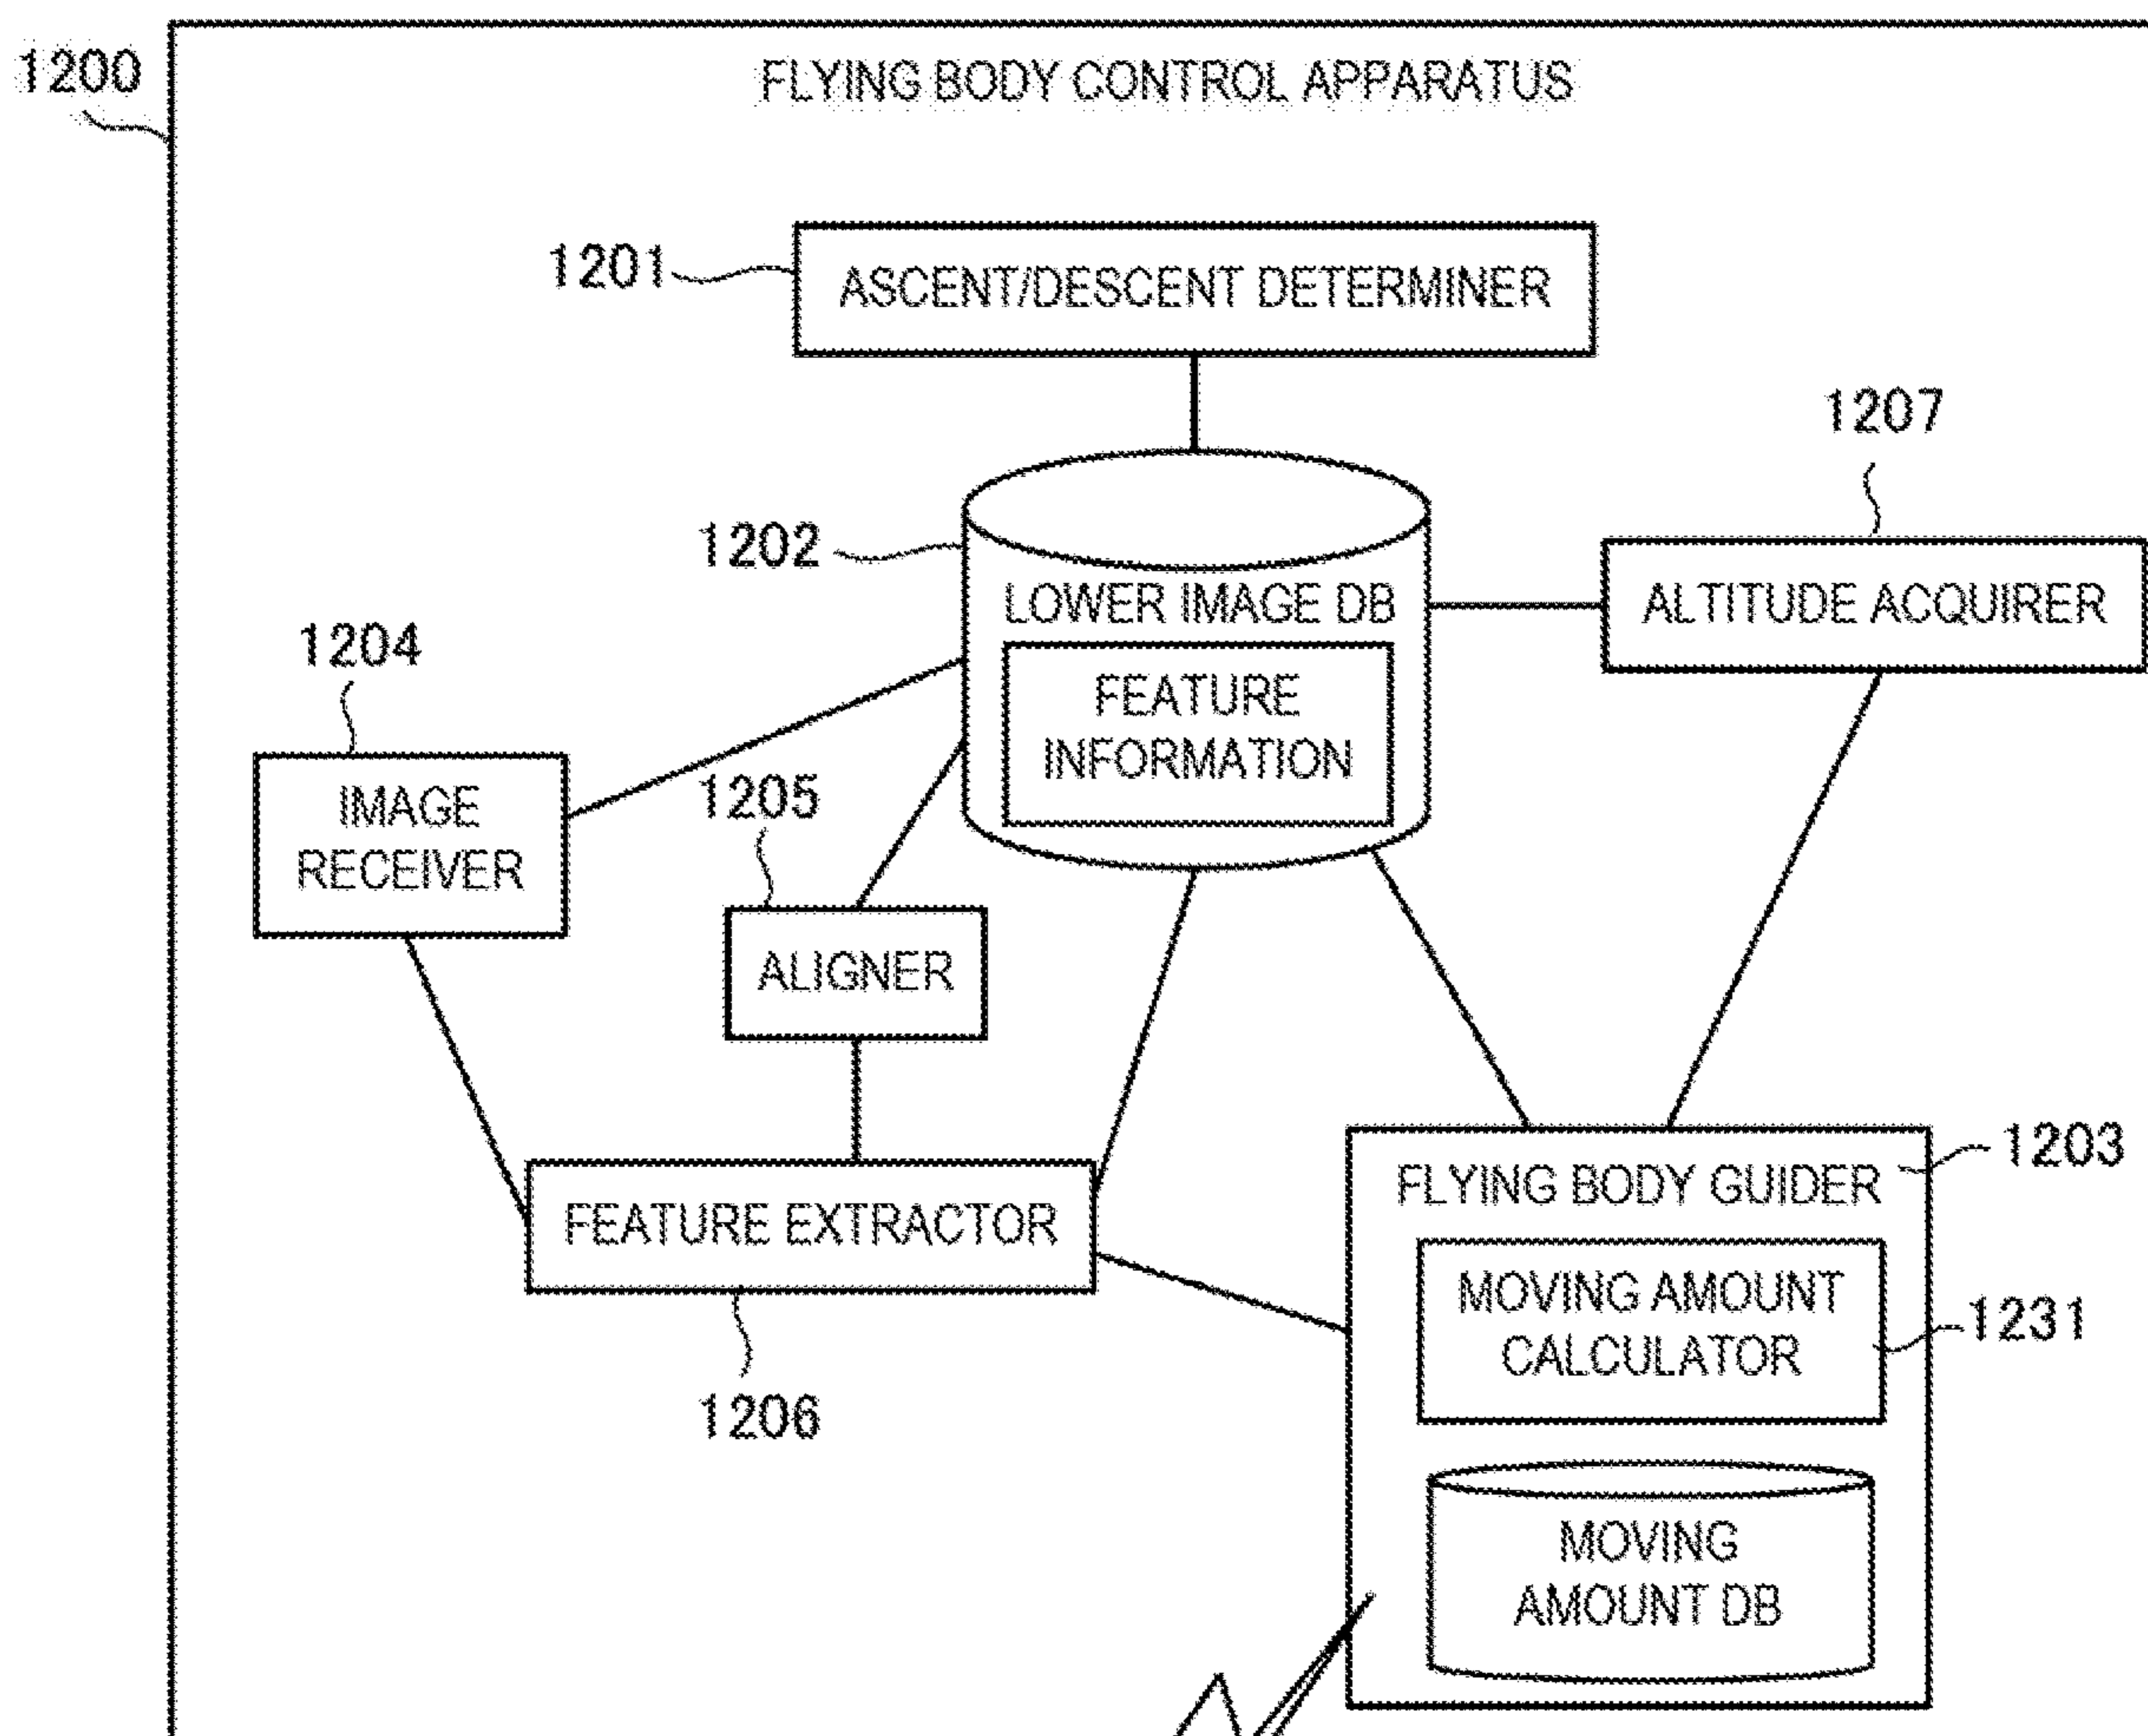 1200
FLYING BODY CONTROL APPARATUS
1201
ASCENT/DESCENT DETERMINER
1207
1202
LOWER IMAGE DB
ALTITUDE ACQUIRER
1204
FEATURE
INFORMATION
1205
IMAGE
RECEIVER
ALIGNER
1203
FLYING BODY GUIDER
FEATURE EXTRACTOR
MOVING AMOUNT
CALCULATOR
1231
1206
MOVING
AMOUNT DB